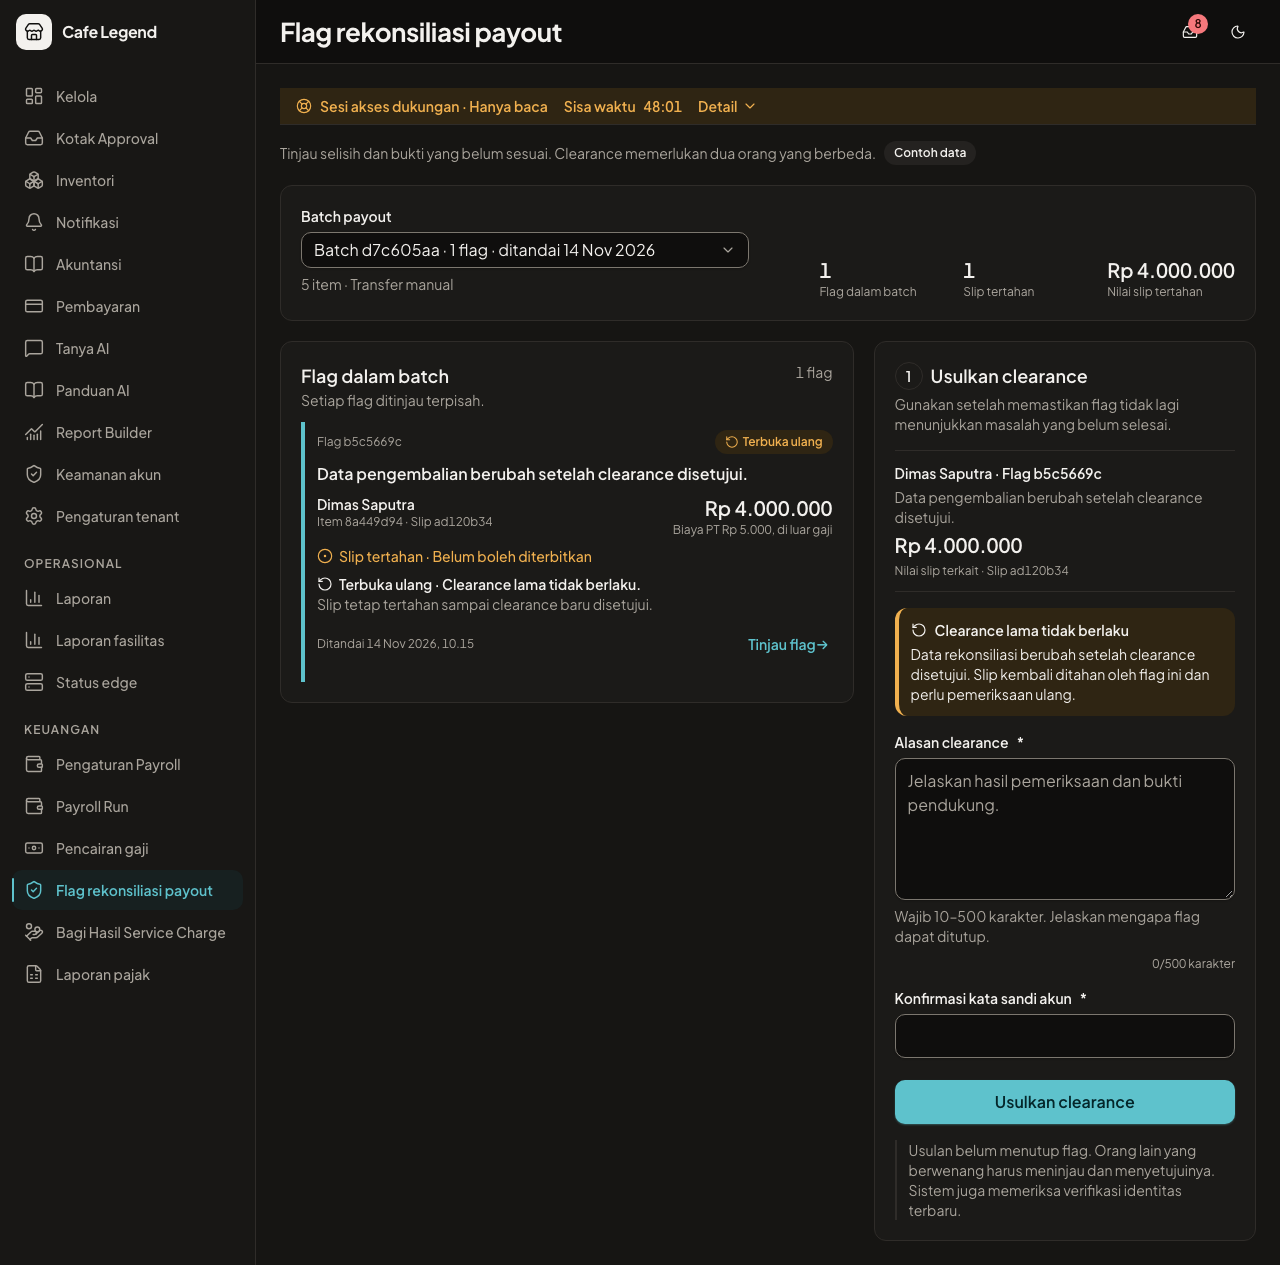 Cafe Legend
Kelola
Kotak Approval
Inventori
Notifikasi
Akuntansi
Pembayaran
Tanya AI
Panduan AI
Report Builder
Keamanan akun
Pengaturan tenant
OPERASIONAL
Laporan
Laporan fasilitas
Status edge
KEUANGAN
Pengaturan Payroll
Payroll Run
Pencairan gaji
Flag rekonsiliasi payout
Bagi Hasil Service Charge
Laporan pajak
Flag rekonsiliasi payout
8
Sesi akses dukungan · Hanya baca Sisa waktu 48:01 Detail
Tinjau selisih dan bukti yang belum sesuai. Clearance memerlukan dua orang yang berbeda. Contoh data
Batch payout
Batch d7c605aa · 1 flag · ditandai 14 Nov 2026
5 item · Transfer manual
1
Flag dalam batch
1
Slip tertahan
Rp 4.000.000
Nilai slip tertahan
Flag dalam batch
1 flag
Setiap flag ditinjau terpisah.
Flag b5c5669c
Terbuka ulang
Data pengembalian berubah setelah clearance disetujui.
Dimas Saputra
Item 8a449d94 · Slip ad120b34
Rp 4.000.000
Biaya PT Rp 5.000, di luar gaji
Slip tertahan · Belum boleh diterbitkan
Terbuka ulang · Clearance lama tidak berlaku.
Slip tetap tertahan sampai clearance baru disetujui.
Ditandai 14 Nov 2026, 10.15
Tinjau flag→
1 Usulkan clearance
Gunakan setelah memastikan flag tidak lagi
menunjukkan masalah yang belum selesai.
Dimas Saputra · Flag b5c5669c
Data pengembalian berubah setelah clearance
disetujui.
Rp 4.000.000
Nilai slip terkait · Slip ad120b34
Clearance lama tidak berlaku
Data rekonsiliasi berubah setelah clearance
disetujui. Slip kembali ditahan oleh flag ini dan
perlu pemeriksaan ulang.
Alasan clearance *
Jelaskan hasil pemeriksaan dan bukti
pendukung.
Wajib 10–500 karakter. Jelaskan mengapa flag
dapat ditutup.
0/500 karakter
Konfirmasi kata sandi akun *
Usulkan clearance
Usulan belum menutup flag. Orang lain yang
berwenang harus meninjau dan menyetujuinya.
Sistem juga memeriksa verifikasi identitas
terbaru.